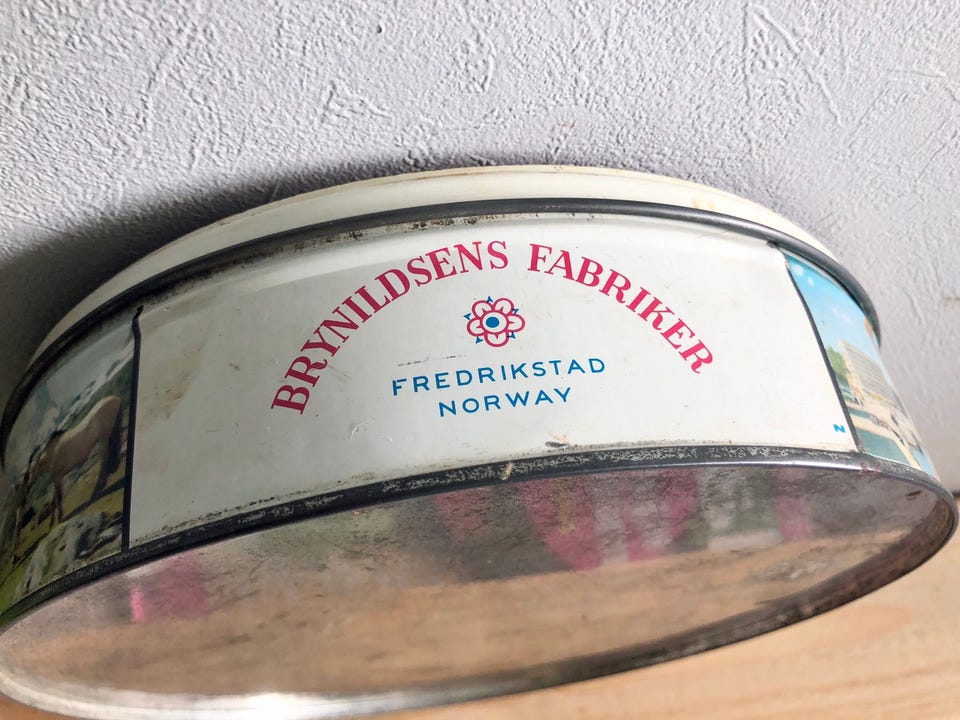 BRYNILDSENS FABRIKER
FREDRIKSTAD
NORWAY
N